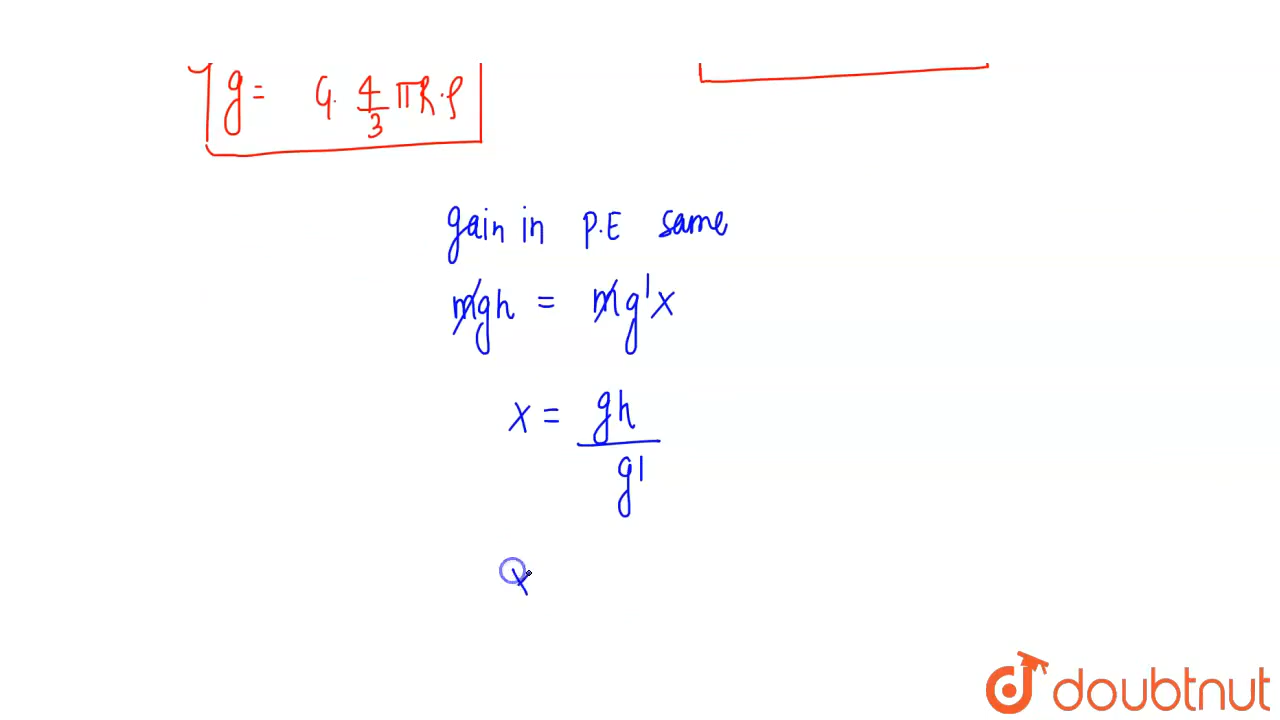 g = G. 4/3 πR.ρ
gain in P.E same
mgh = mg'x
x = gh/g'
x
doubtnut